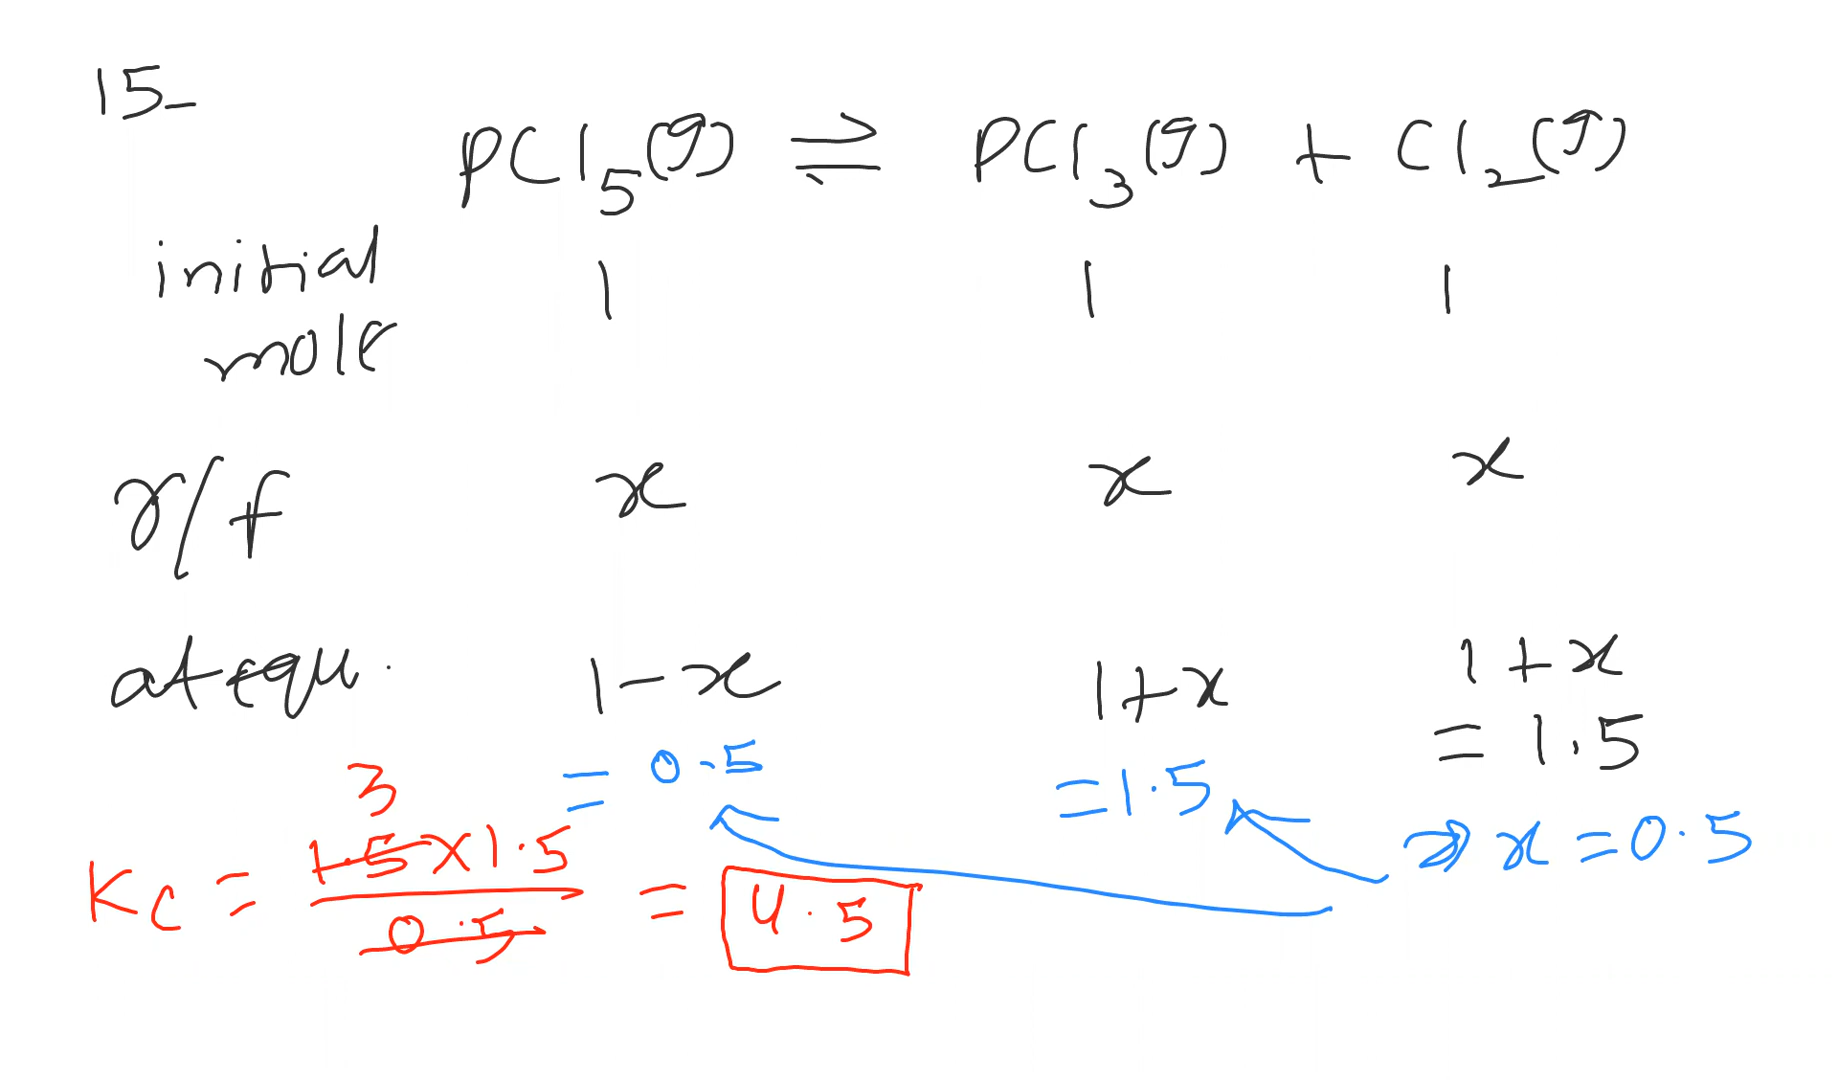 15-
PCl₅(g) ⇌ PCl₃(g) + Cl₂(g)
initial mole 1 1 1
r/f x x x
at equ. 1-x 1+x 1+x
= 0.5 = 1.5 = 1.5
⇒ x = 0.5
3
Kc = 1.5 × 1.5 / 0.5 = 4.5